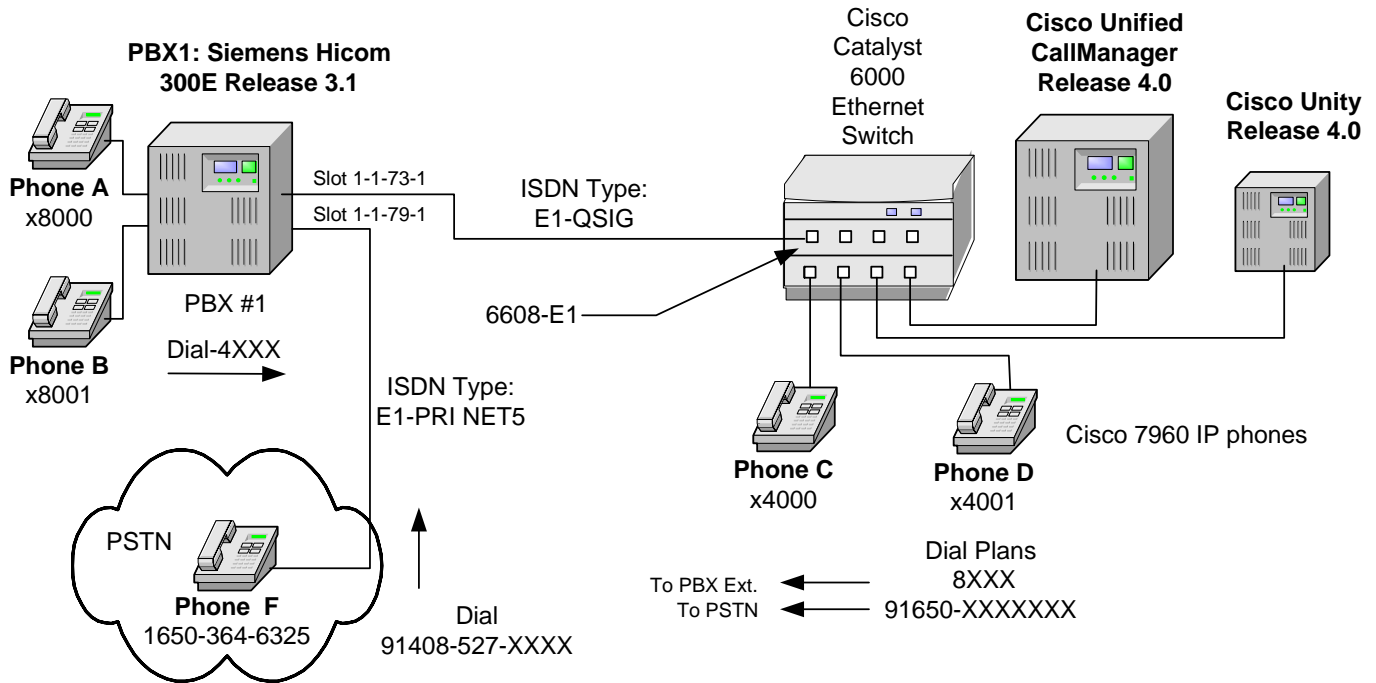 PBX1: Siemens Hicom
300E Release 3.1
Cisco
Catalyst
6000
Ethernet
Switch
Cisco Unified
CallManager
Release 4.0
Cisco Unity
Release 4.0
Phone A
x8000
Slot 1-1-73-1
Slot 1-1-79-1
ISDN Type:
E1-QSIG
6608-E1
PBX #1
Phone B
x8001
Dial-4XXX
ISDN Type:
E1-PRI NET5
Phone C
x4000
Phone D
x4001
Cisco 7960 IP phones
PSTN
Phone F
1650-364-6325
Dial
91408-527-XXXX
Dial Plans
To PBX Ext.
8XXX
To PSTN
91650-XXXXXXX